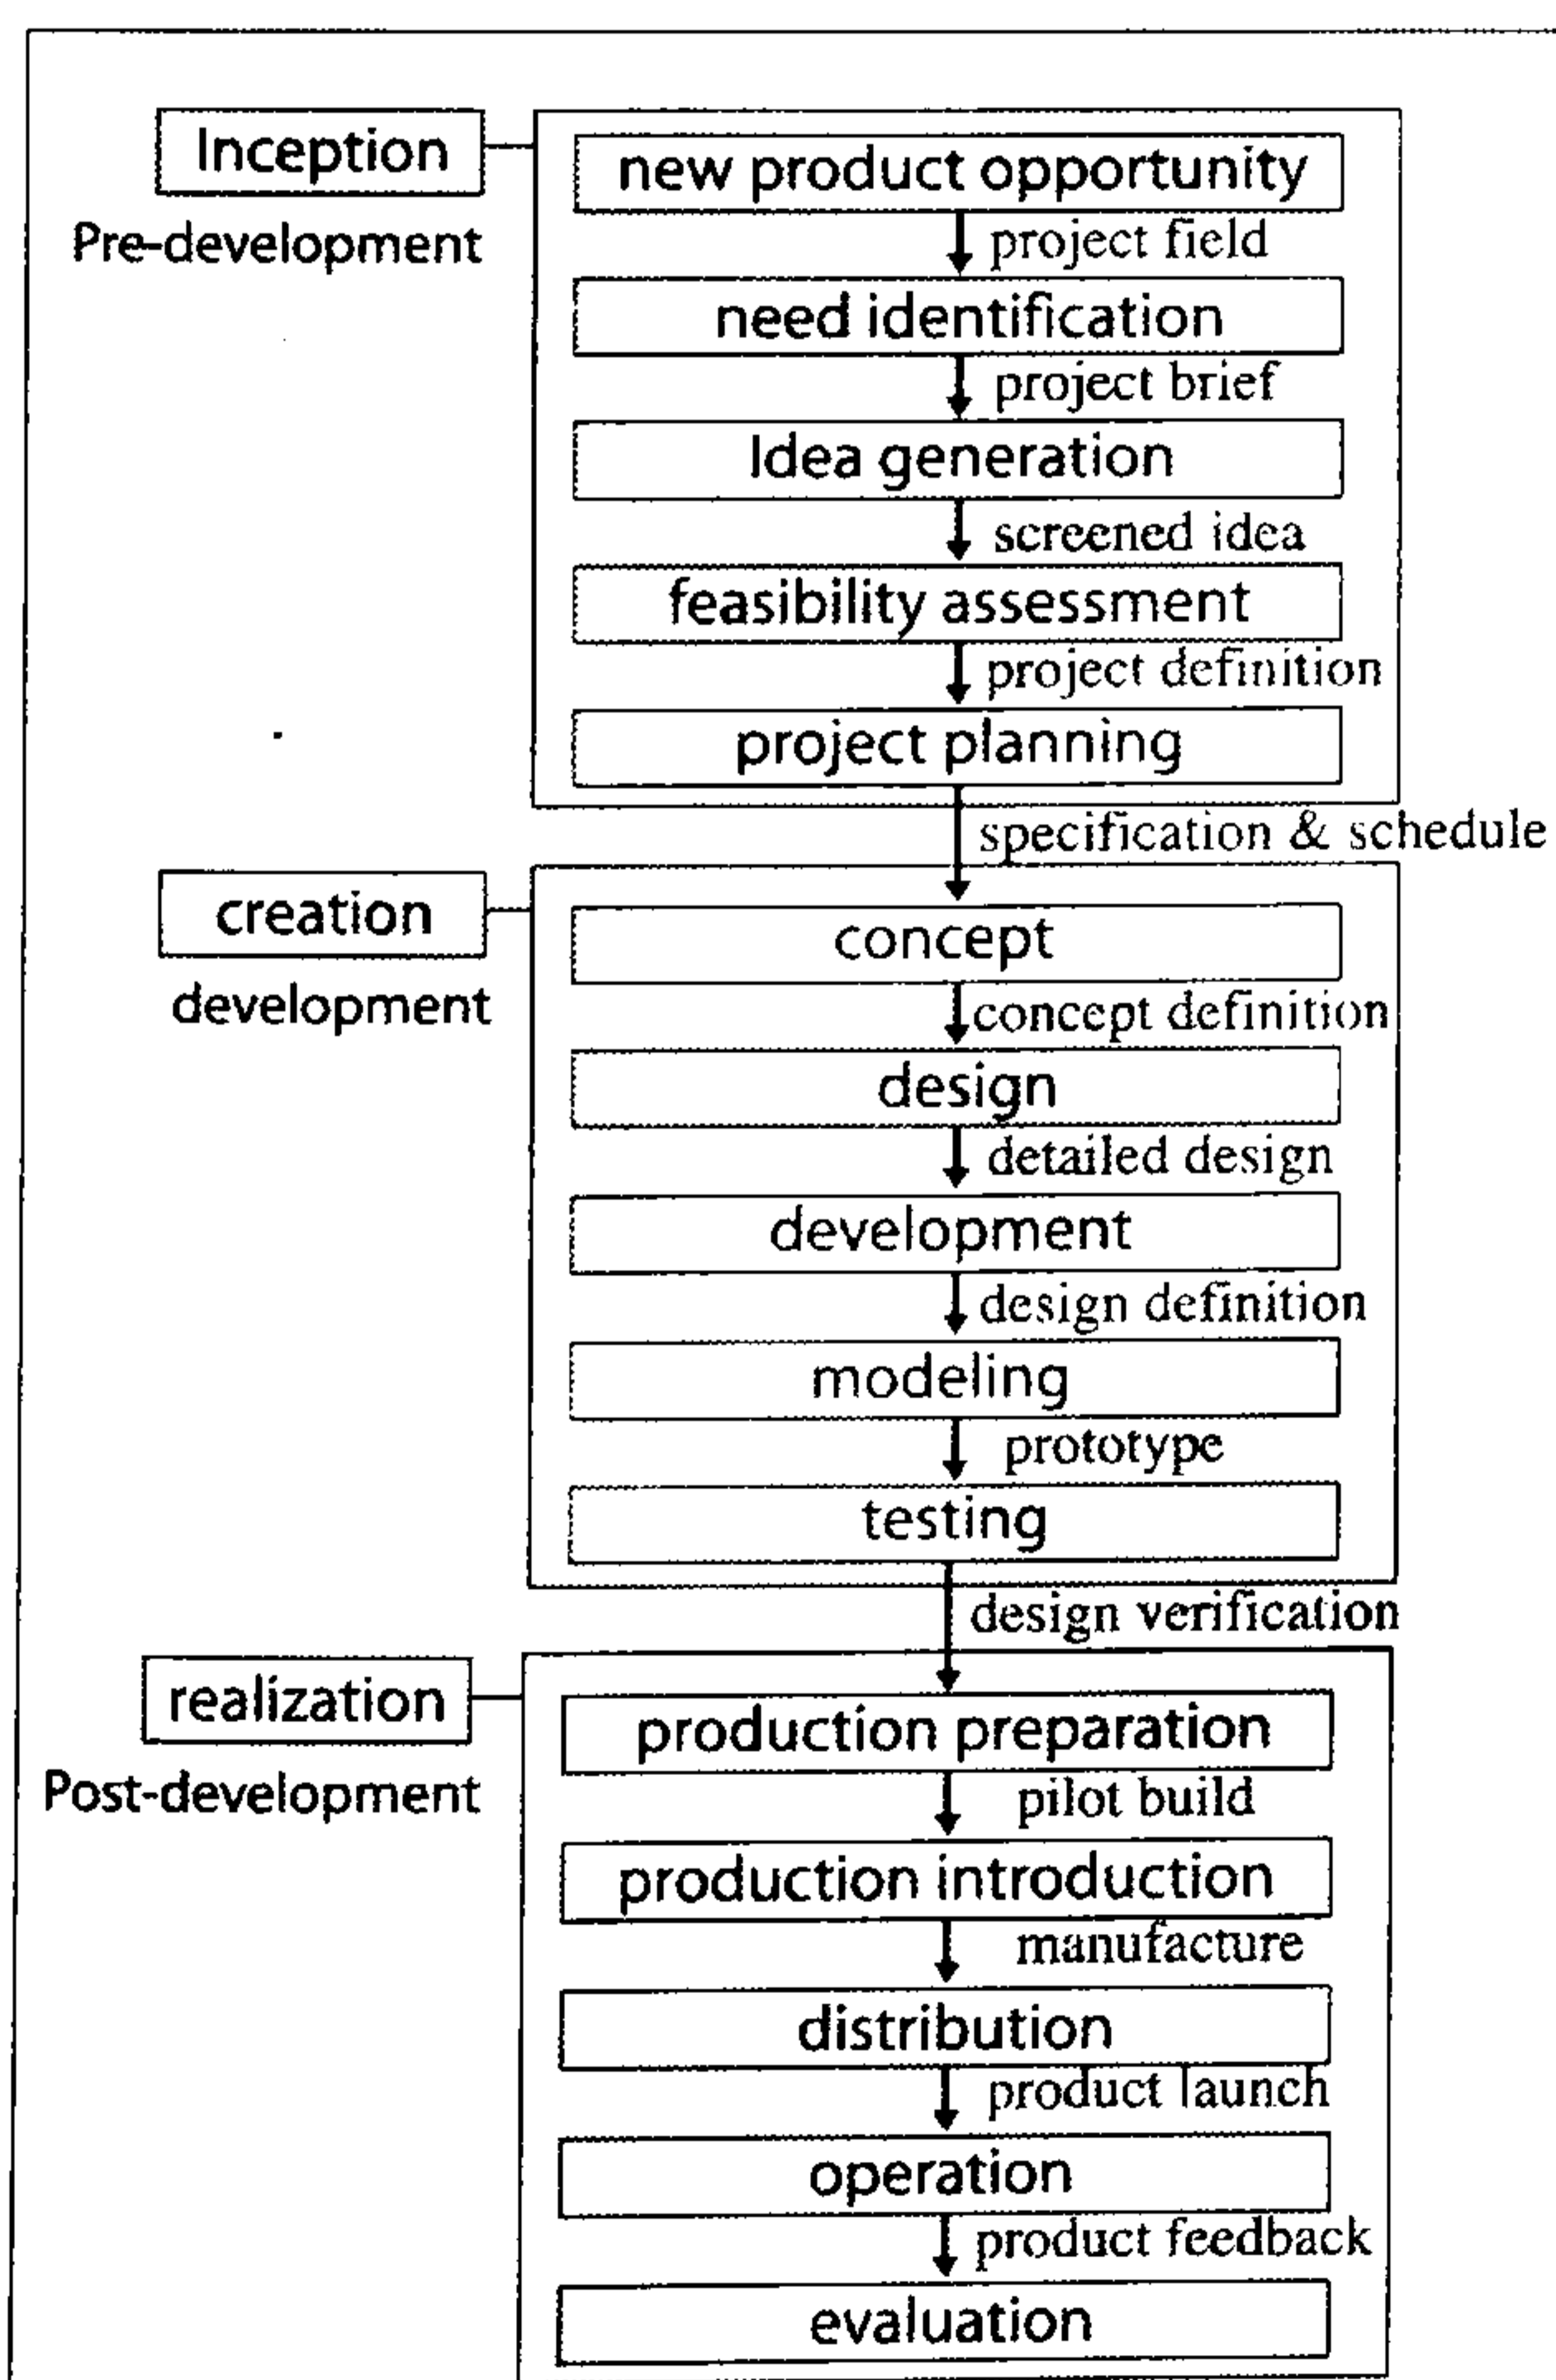 Inception
Pre-development
new product opportunity
project field
need identification
project brief
Idea generation
screened idea
feasibility assessment
project definition
project planning
specification & schedule
creation
development
concept
concept definition
design
detailed design
development
design definition
modeling
prototype
testing
design verification
realization
Post-development
production preparation
pilot build
production introduction
manufacture
distribution
product launch
operation
product feedback
evaluation